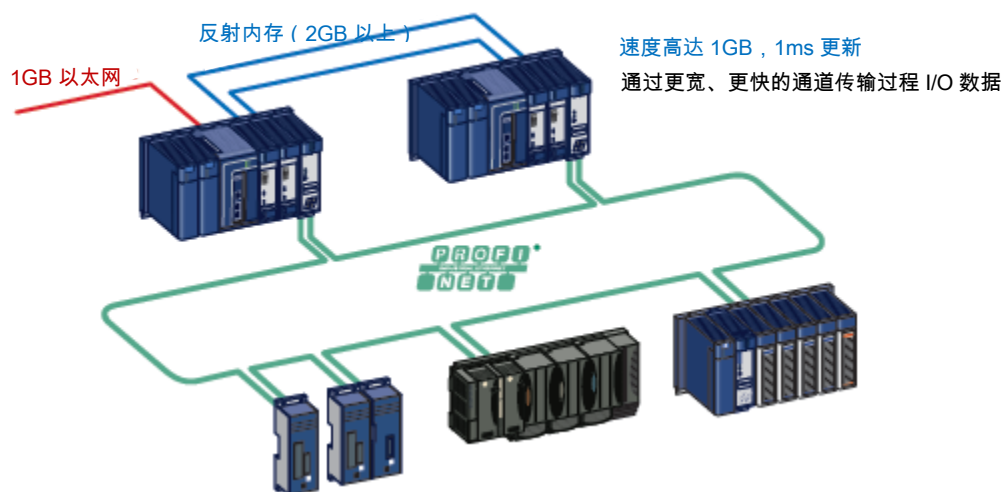 反射内存（2GB 以上）
速度高达 1GB，1ms 更新
1GB 以太网
通过更宽、更快的通道传输过程 I/O 数据
PROFI
NET